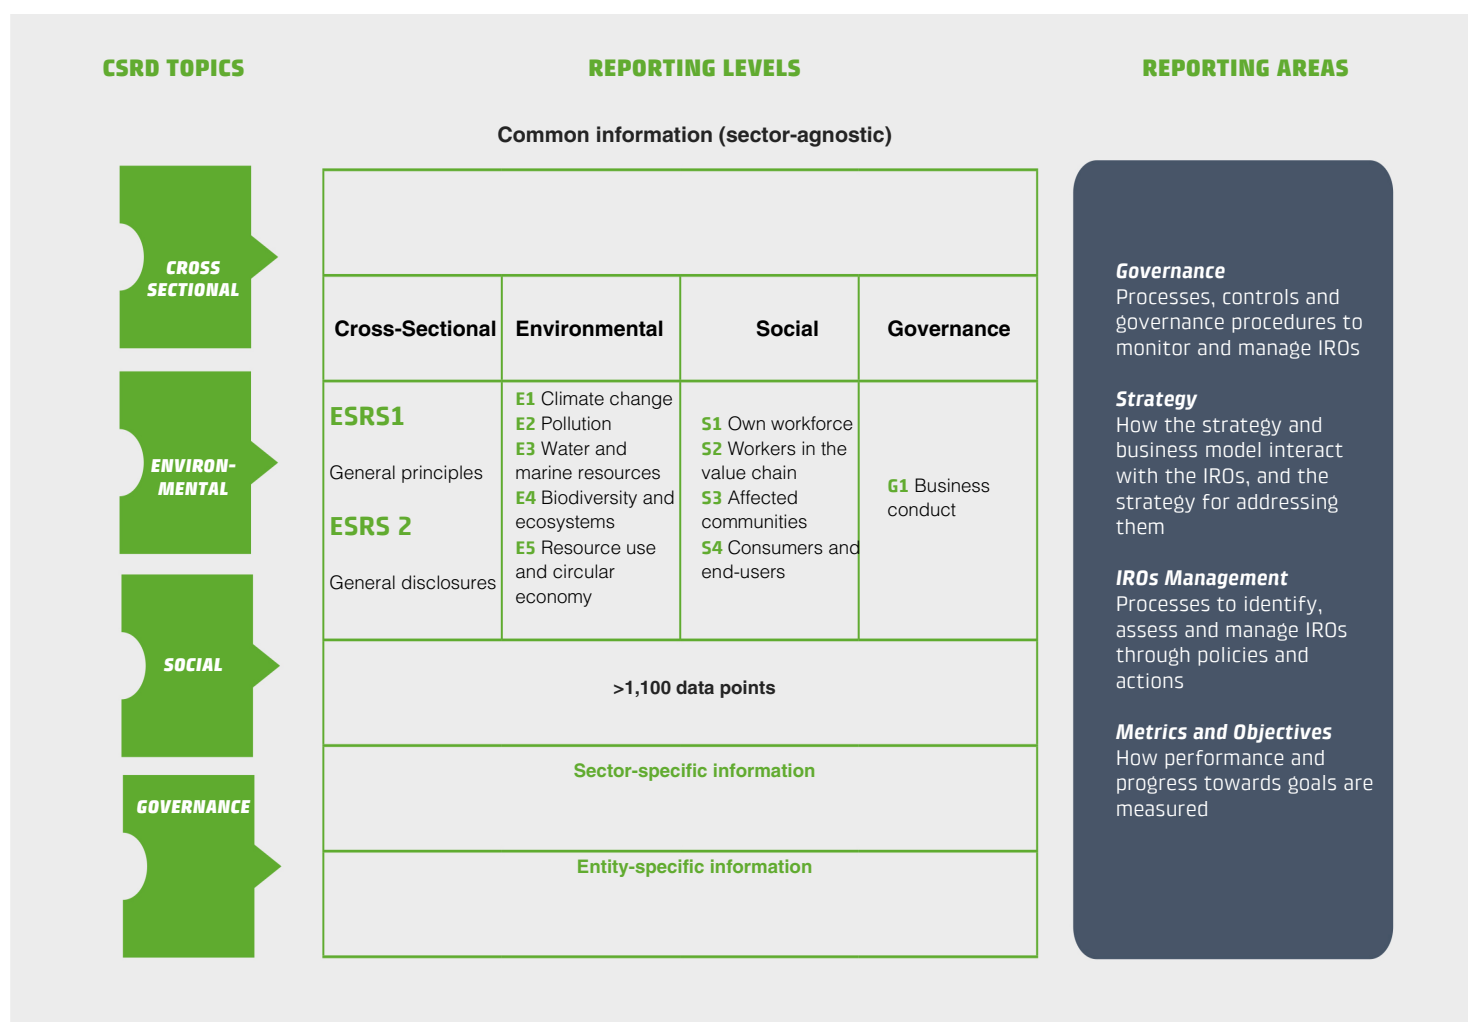 CSRD TOPICS
REPORTING LEVELS
REPORTING AREAS
Common information (sector-agnostic)
CROSS
SECTIONAL
ENVIRON-
MENTAL
SOCIAL
GOVERNANCE
Cross-Sectional
Environmental
Social
Governance
ESRS1
General principles
ESRS 2
General disclosures
E1 Climate change
E2 Pollution
E3 Water and
marine resources
E4 Biodiversity and
ecosystems
E5 Resource use
and circular
economy
S1 Own workforce
S2 Workers in the
value chain
S3 Affected
communities
S4 Consumers and
end-users
G1 Business
conduct
>1,100 data points
Sector-specific information
Entity-specific information
Governance
Processes, controls and
governance procedures to
monitor and manage IROs
Strategy
How the strategy and
business model interact
with the IROs, and the
strategy for addressing
them
IROs Management
Processes to identify,
assess and manage IROs
through policies and
actions
Metrics and Objectives
How performance and
progress towards goals are
measured